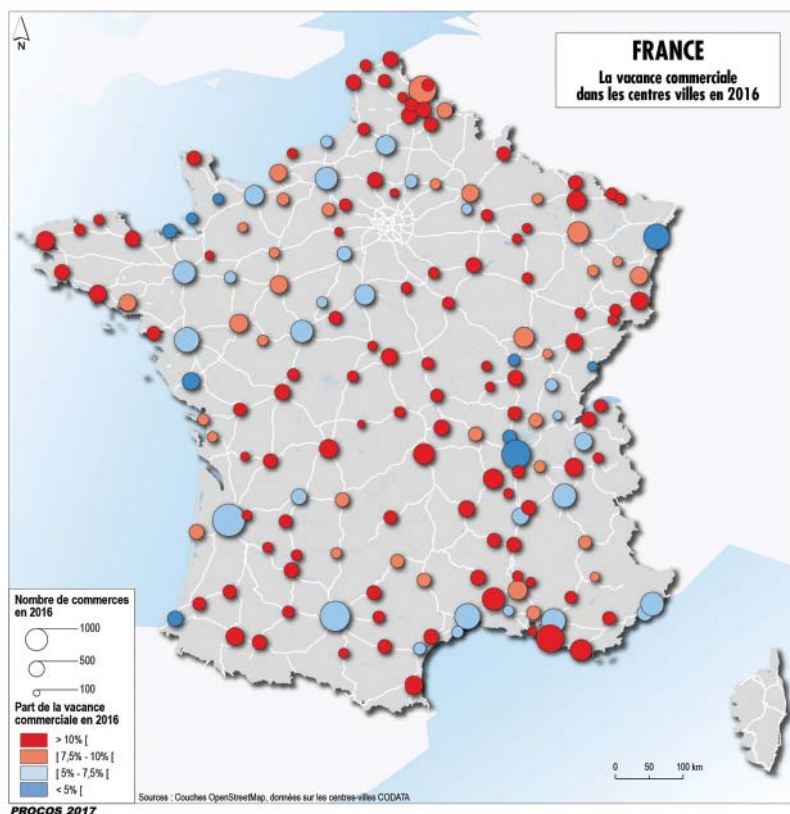 N
FRANCE
La vacance commerciale
dans les centres villes en 2016
Nombre de commerces
en 2016
1000
500
100
Part de la vacance
commerciale en 2016
> 10% [
[ 7,5% - 10% [
[ 5% - 7,5% [
< 5% [
0 50 100 km
Sources : Couches OpenStreetMap, données sur les centres-villes CODATA
PROCOS 2017